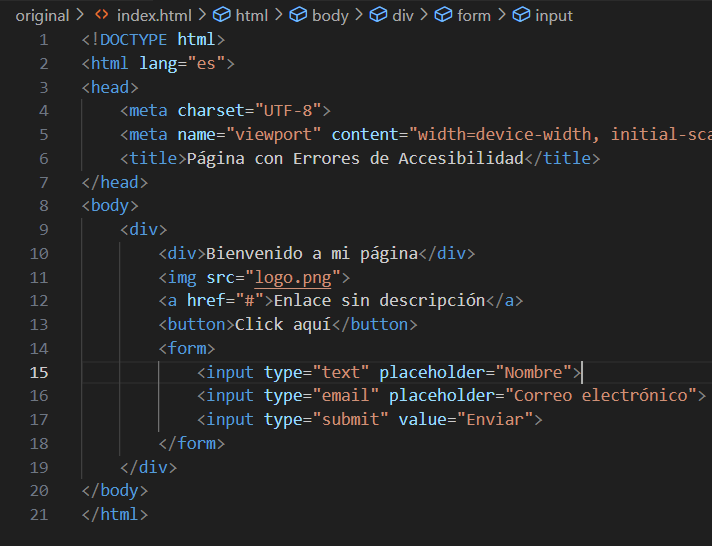 original > index.html > html > body > div > form > input
1 <!DOCTYPE html>
2 <html lang="es">
3 <head>
4     <meta charset="UTF-8">
5     <meta name="viewport" content="width=device-width, initial-sca
6     <title>Página con Errores de Accesibilidad</title>
7 </head>
8 <body>
9     <div>
10         <div>Bienvenido a mi página</div>
11         <img src="logo.png">
12         <a href="#">Enlace sin descripción</a>
13         <button>Click aquí</button>
14         <form>
15             <input type="text" placeholder="Nombre">
16             <input type="email" placeholder="Correo electrónico">
17             <input type="submit" value="Enviar">
18         </form>
19     </div>
20 </body>
21 </html>